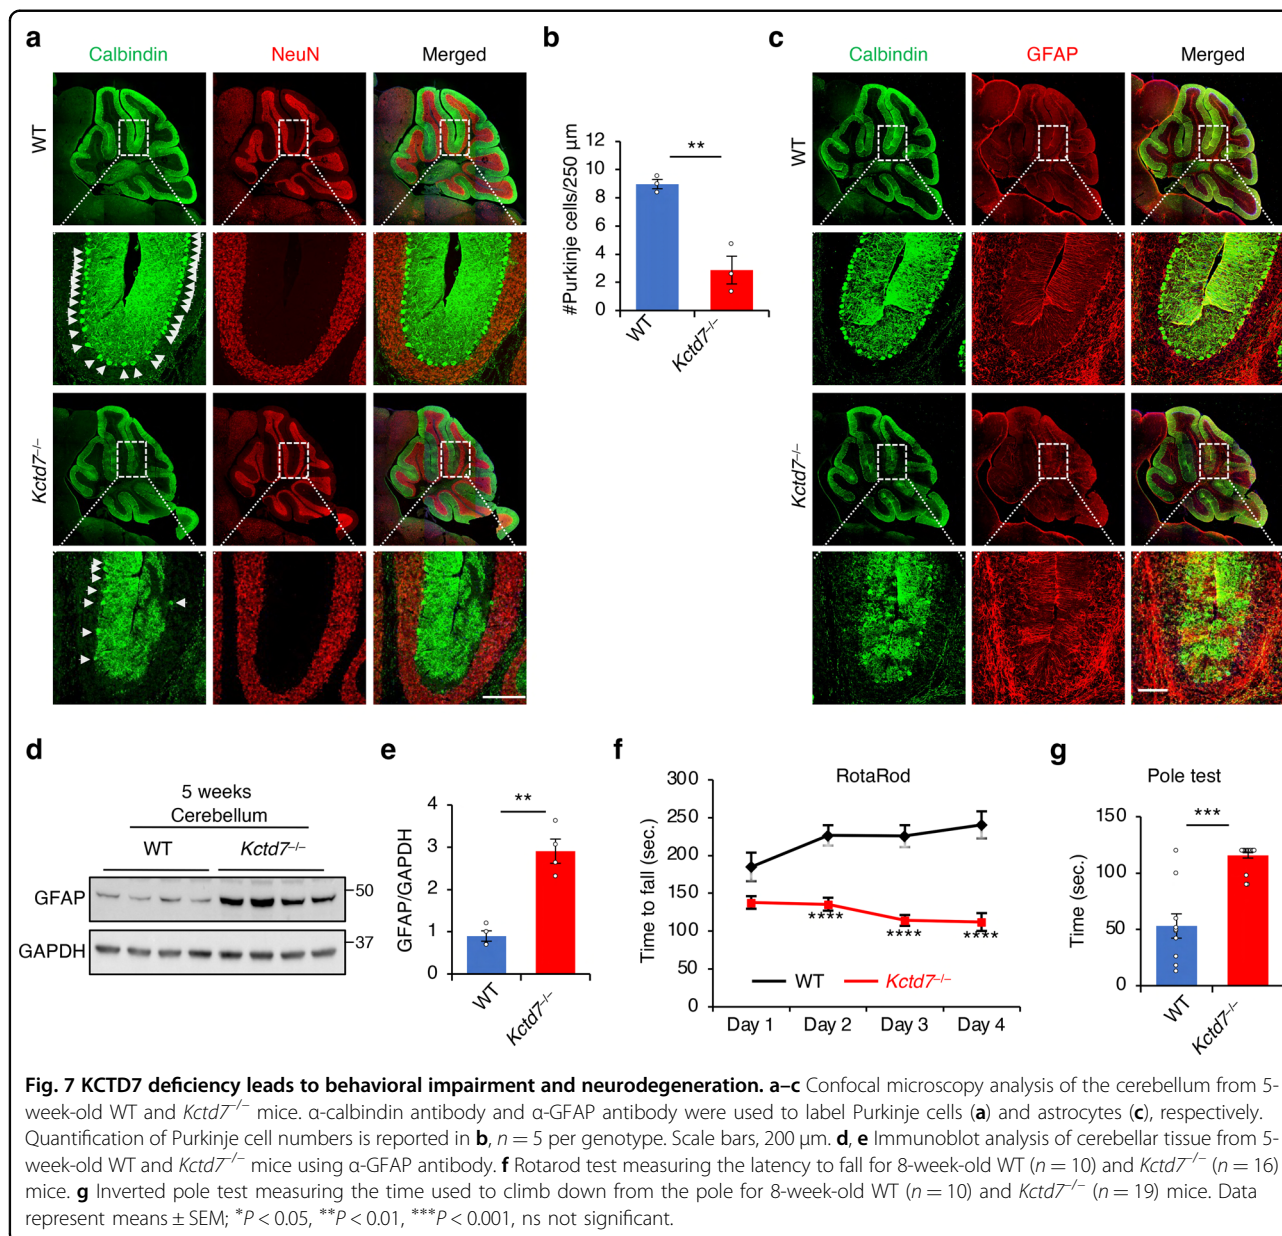 a
Calbindin
NeuN
Merged
WT
Kctd7–/–
b
#Purkinje cells/250 µm
12
10
8
6
4
2
0
**
WT
Kctd7–/–
c
Calbindin
GFAP
Merged
WT
Kctd7–/–
d
5 weeks
Cerebellum
WT
Kctd7–/–
GFAP
50
GAPDH
37
e
GFAP/GAPDH
4
3
2
1
0
**
WT
Kctd7–/–
f
RotaRod
Time to fall (sec.)
300
250
200
150
100
50
0
****
****
****
WT
Kctd7–/–
Day 1
Day 2
Day 3
Day 4
g
Pole test
Time (sec.)
150
100
50
0
***
WT
Kctd7–/–
Fig. 7 KCTD7 deficiency leads to behavioral impairment and neurodegeneration. a–c Confocal microscopy analysis of the cerebellum from 5-
week-old WT and Kctd7−/− mice. α-calbindin antibody and α-GFAP antibody were used to label Purkinje cells (a) and astrocytes (c), respectively.
Quantification of Purkinje cell numbers is reported in b, n = 5 per genotype. Scale bars, 200 µm. d, e Immunoblot analysis of cerebellar tissue from 5-
week-old WT and Kctd7−/− mice using α-GFAP antibody. f Rotarod test measuring the latency to fall for 8-week-old WT (n = 10) and Kctd7−/− (n = 16)
mice. g Inverted pole test measuring the time used to climb down from the pole for 8-week-old WT (n = 10) and Kctd7−/− (n = 19) mice. Data
represent means ± SEM; *P < 0.05, **P < 0.01, ***P < 0.001, ns not significant.